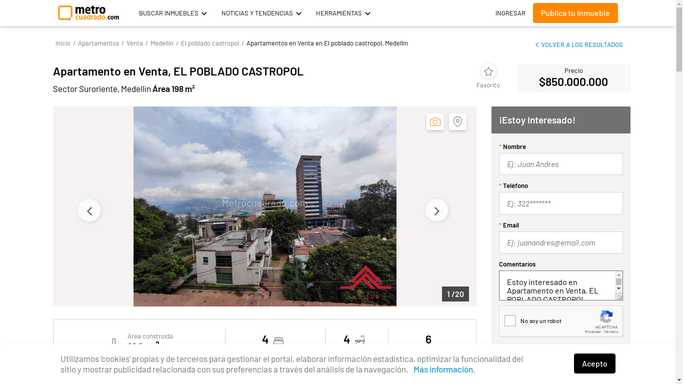 metro
cuadrado.com
BUSCAR INMUEBLES
NOTICIAS Y TENDENCIAS
HERRAMIENTAS
INGRESAR
Publica tu Inmueble
Inicio / Apartamentos / Venta / Medellín / El poblado castropol / Apartamentos en Venta en El poblado castropol, Medellín
VOLVER A LOS RESULTADOS
Apartamento en Venta, EL POBLADO CASTROPOL
Sector Suroriente, Medellín Área 198 m²
Favorito
Precio
$850.000.000
Metrocuadrado.com
1 / 20
¡Estoy Interesado!
* Nombre
Ej: Juan Andres
* Teléfono
Ej: 322*******
* Email
Ej: juanandres@email.com
Comentarios
Estoy interesado en
Apartamento en Venta, EL
POBLADO CASTROPOL
No soy un robot
reCAPTCHA
Privacidad - Términos
Área construida
4
4
6
Utilizamos 'cookies' propias y de terceros para gestionar el portal, elaborar información estadística, optimizar la funcionalidad del
sitio y mostrar publicidad relacionada con sus preferencias a través del análisis de la navegación. Más información.
Acepto